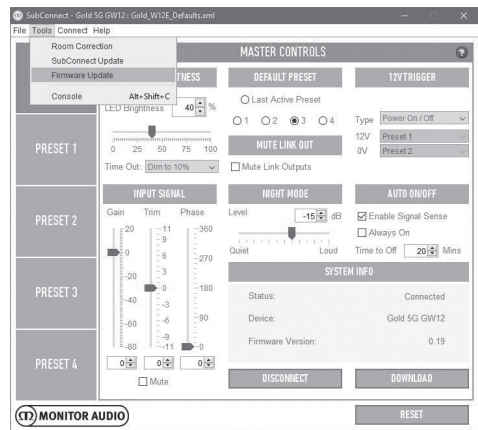 SubConnect - Gold 5G GW12 : Gold_W12E_Defaults.xml
File Tools Connect Help
Room Correction
SubConnect Update
Firmware Update
Console Alt+Shift+C
MASTER CONTROLS
?
TNESS
LED Brightness 40 %
0 25 50 75 100
Time Out: Dim to 10%
DEFAULT PRESET
Last Active Preset
1 2 3 4
MUTE LINK OUT
Mute Link Outputs
12V TRIGGER
Type Power On / Off
12V Preset 1
0V Preset 2
PRESET 1
PRESET 2
PRESET 3
PRESET 4
INPUT SIGNAL
Gain Trim Phase
20 11 360
9
0 6 270
3
-20 0 180
-40 -3
-60 -6 90
-9
-80 -11 0
0 0 0
Mute
NIGHT MODE
Level -15 dB
Quiet Loud
AUTO ON/OFF
Enable Signal Sense
Always On
Time to Off 20 Mins
SYSTEM INFO
Status: Connected
Device: Gold 5G GW12
Firmware Version: 0.19
DISCONNECT DOWNLOAD
MONITOR AUDIO
RESET